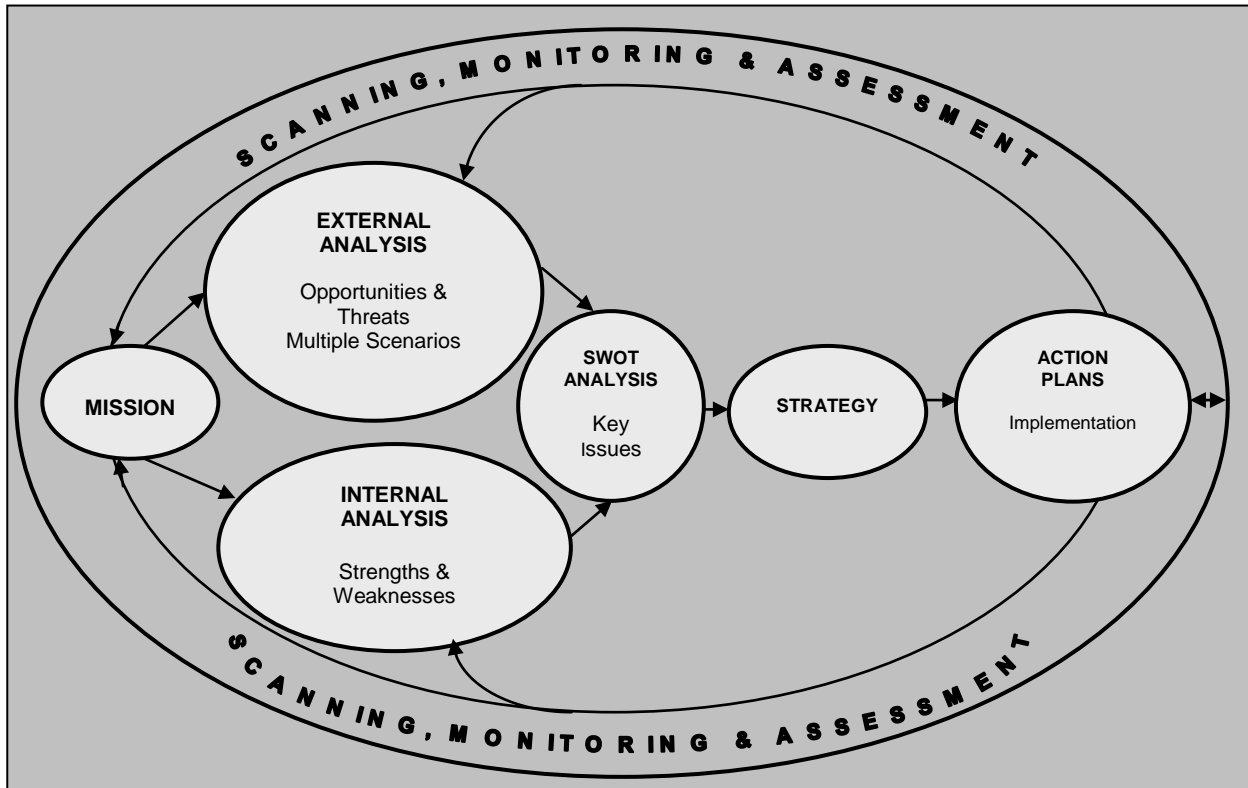 SCANNING, MONITORING & ASSESSMENT
EXTERNAL
ANALYSIS
Opportunities &
Threats
Multiple Scenarios
MISSION
SWOT
ANALYSIS
Key
Issues
STRATEGY
ACTION
PLANS
Implementation
INTERNAL
ANALYSIS
Strengths &
Weaknesses
SCANNING, MONITORING & ASSESSMENT